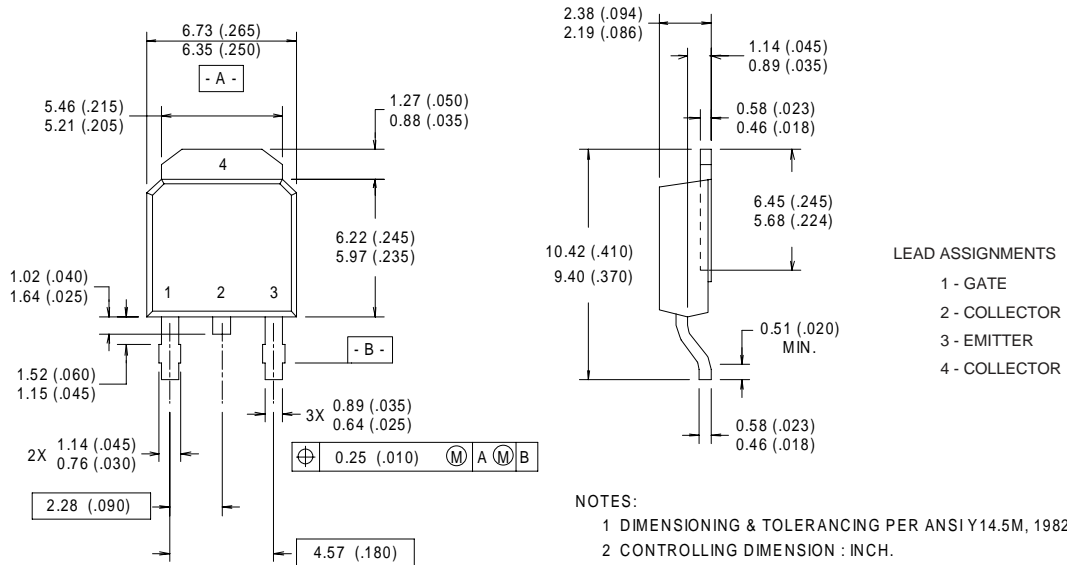 6.73 (.265)
6.35 (.250)
- A -
5.46 (.215)
5.21 (.205)
1.27 (.050)
0.88 (.035)
4
6.22 (.245)
5.97 (.235)
1.02 (.040)
1.64 (.025)
1 2 3
- B -
1.52 (.060)
1.15 (.045)
3X 0.89 (.035)
0.64 (.025)
2X 1.14 (.045)
0.76 (.030)
⌖ 0.25 (.010) Ⓜ A Ⓜ B
2.28 (.090)
4.57 (.180)
2.38 (.094)
2.19 (.086)
1.14 (.045)
0.89 (.035)
0.58 (.023)
0.46 (.018)
6.45 (.245)
5.68 (.224)
10.42 (.410)
9.40 (.370)
0.51 (.020)
MIN.
0.58 (.023)
0.46 (.018)
LEAD ASSIGNMENTS
1 - GATE
2 - COLLECTOR
3 - EMITTER
4 - COLLECTOR
NOTES:
1 DIMENSIONING & TOLERANCING PER ANSI Y14.5M, 1982
2 CONTROLLING DIMENSION : INCH.